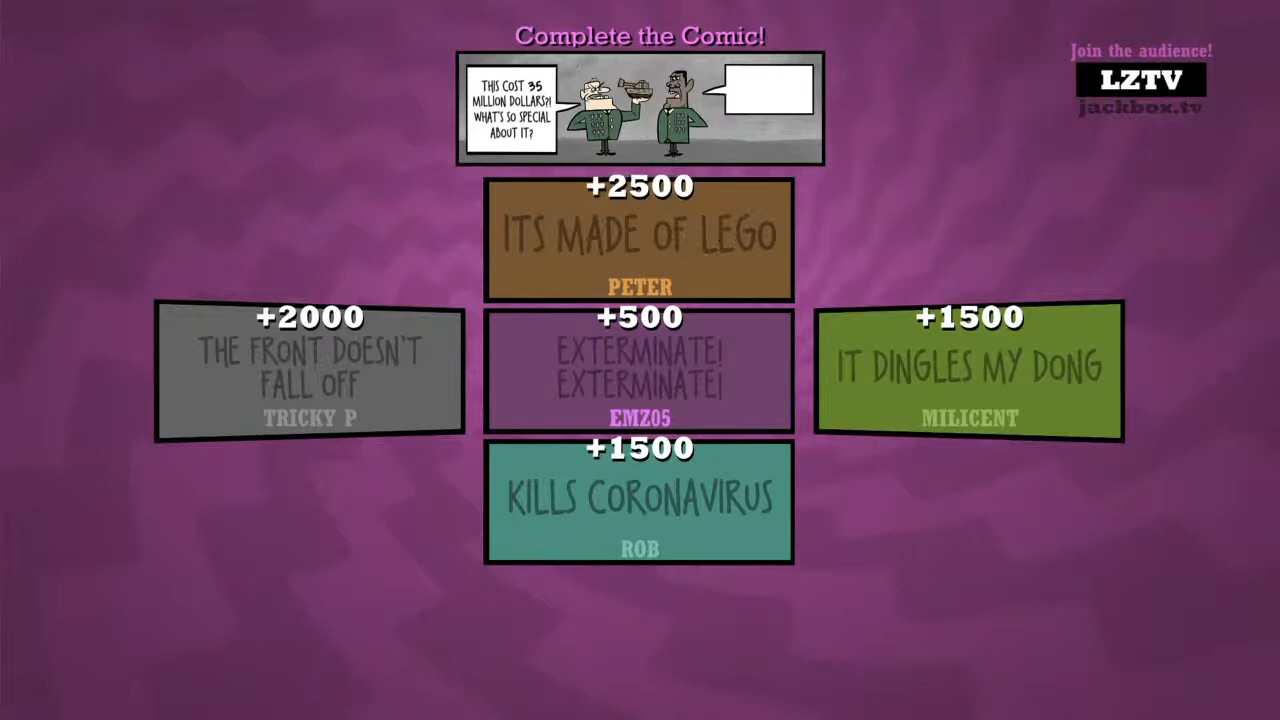 Complete the Comic!
Join the audience!
LZTV
jackbox.tv
THIS COST 35
MILLION DOLLARS?!
WHAT'S SO SPECIAL
ABOUT IT?
+2500
ITS MADE OF LEGO
PETER
+2000
THE FRONT DOESN'T
FALL OFF
TRICKY P
+500
EXTERMINATE!
EXTERMINATE!
EMZ05
+1500
IT DINGLES MY DONG
MILICENT
+1500
KILLS CORONAVIRUS
ROB